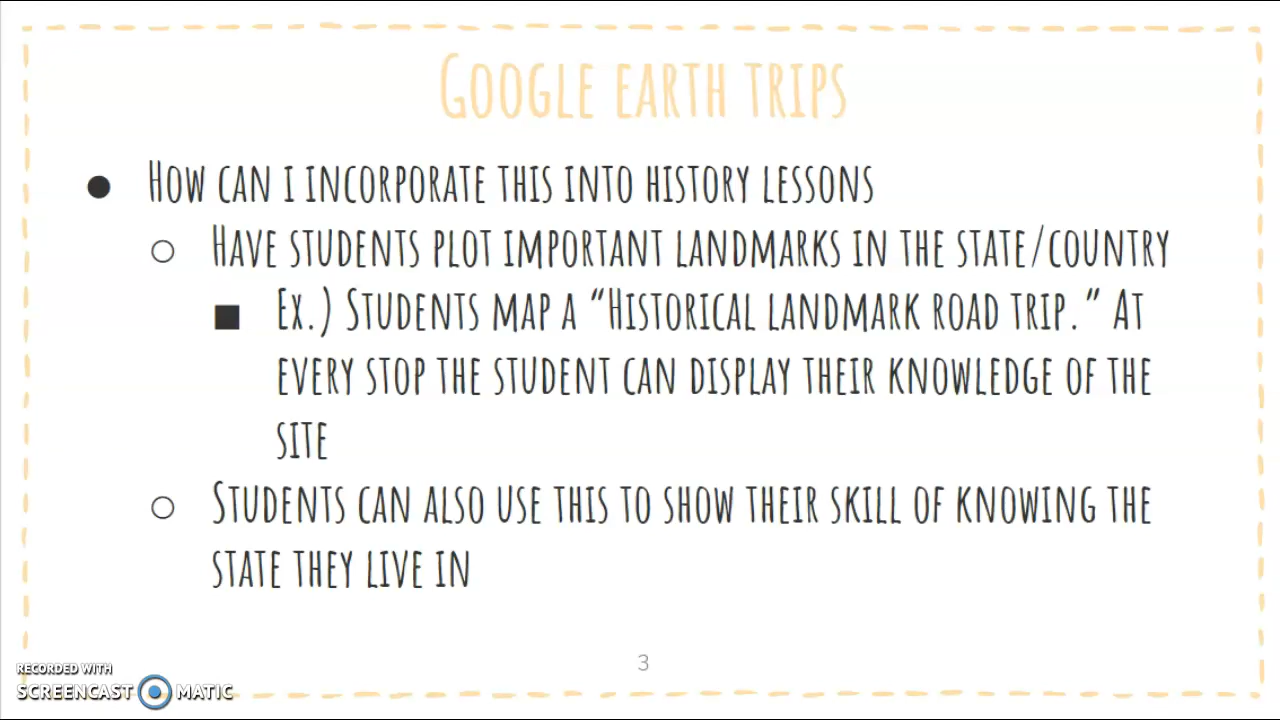 Google earth trips
● How can I incorporate this into history lessons
○ Have students plot important landmarks in the state/country
■ Ex.) Students map a “Historical landmark road trip.” At
every stop the student can display their knowledge of the
site
○ Students can also use this to show their skill of knowing the
state they live in
3
RECORDED WITH
SCREENCAST MATIC